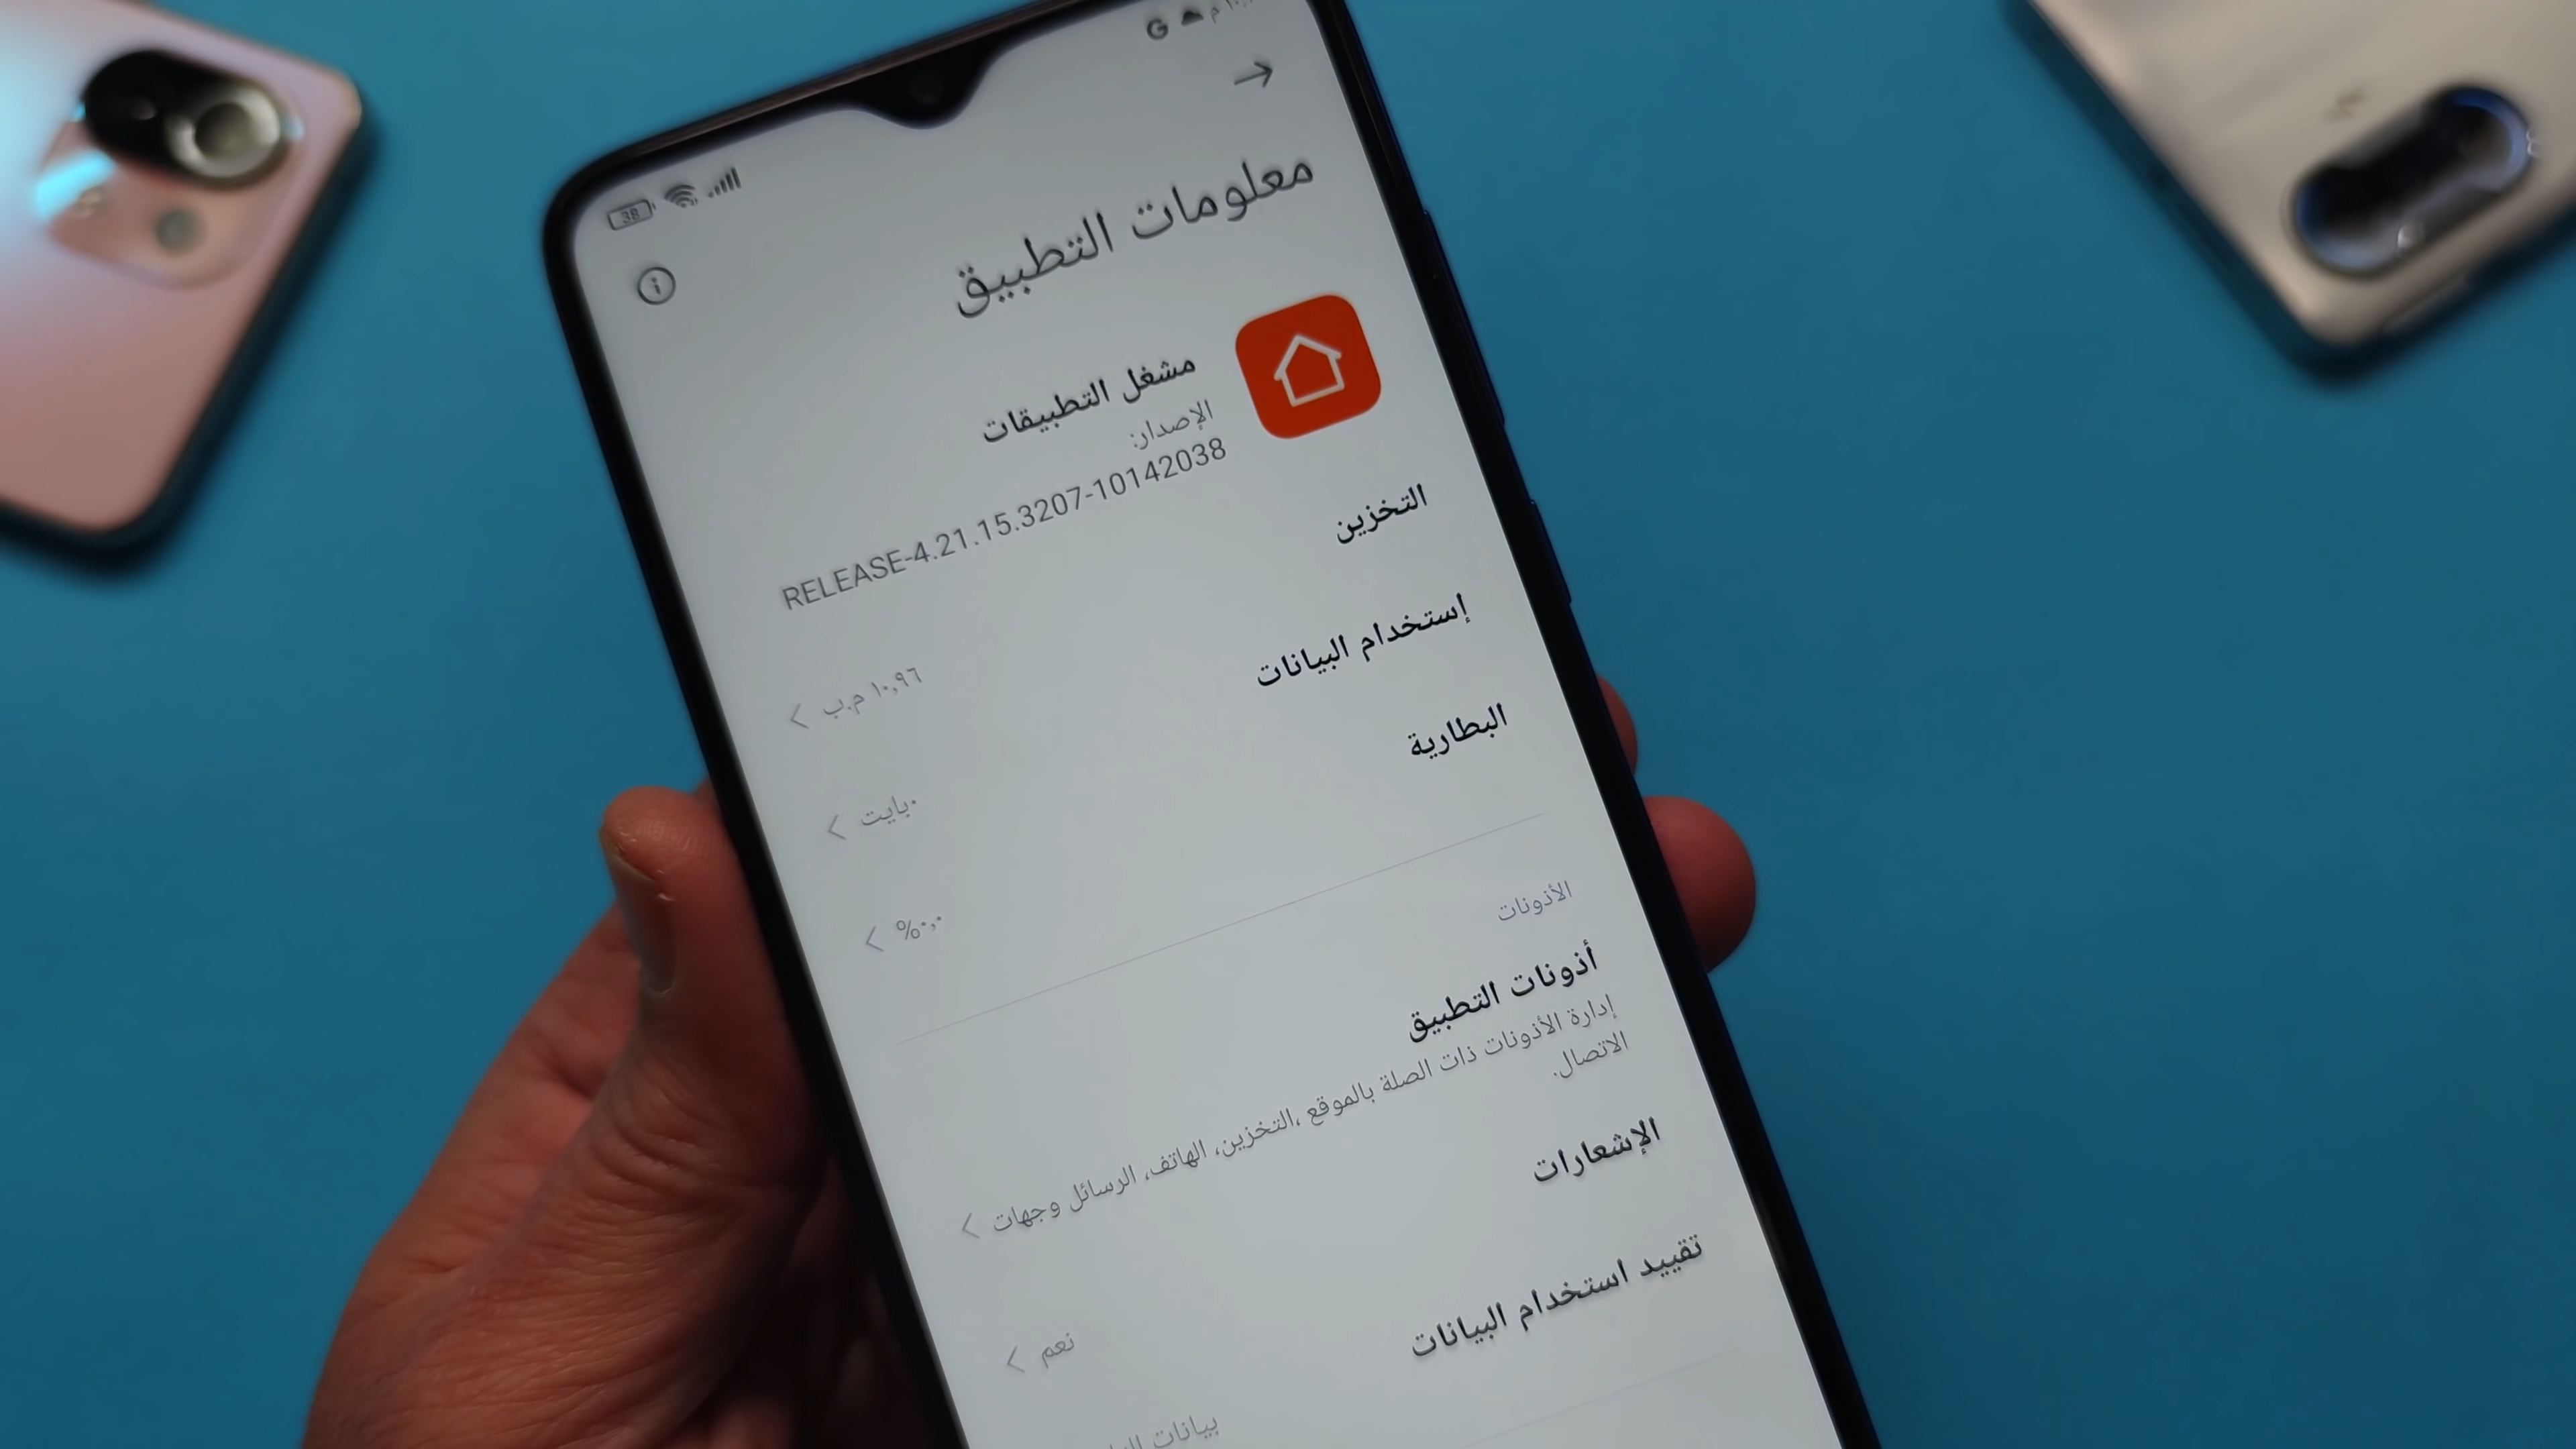 38
معلومات التطبيق
مشغل التطبيقات
الإصدار:
RELEASE-4.21.15.3207-10142038
التخزين
١٠,٩٦ م.ب
إستخدام البيانات
٠بايت
البطارية
%٠,٠
الأذونات
أذونات التطبيق
إدارة الأذونات ذات الصلة بالموقع ،التخزين، الهاتف، الرسائل وجهات
الاتصال.
الإشعارات
نعم
تقييد استخدام البيانات
بيانات